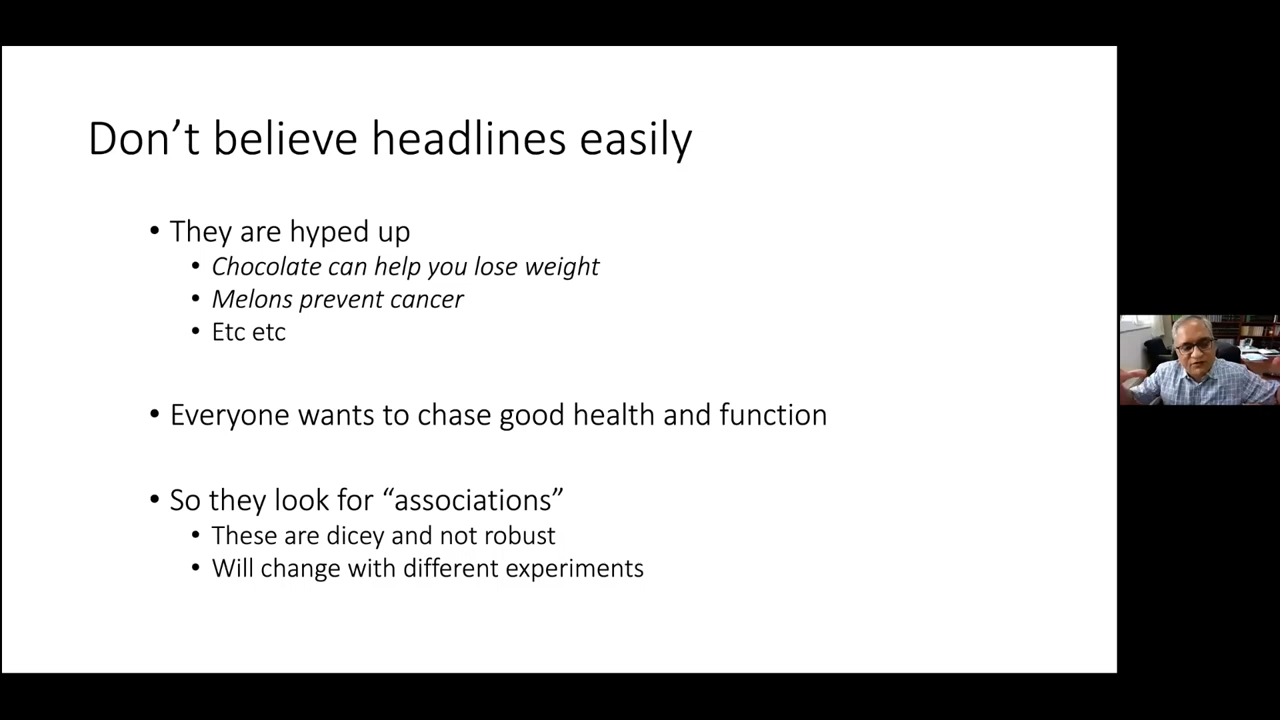 Don’t believe headlines easily
• They are hyped up
• Chocolate can help you lose weight
• Melons prevent cancer
• Etc etc
• Everyone wants to chase good health and function
• So they look for “associations”
• These are dicey and not robust
• Will change with different experiments